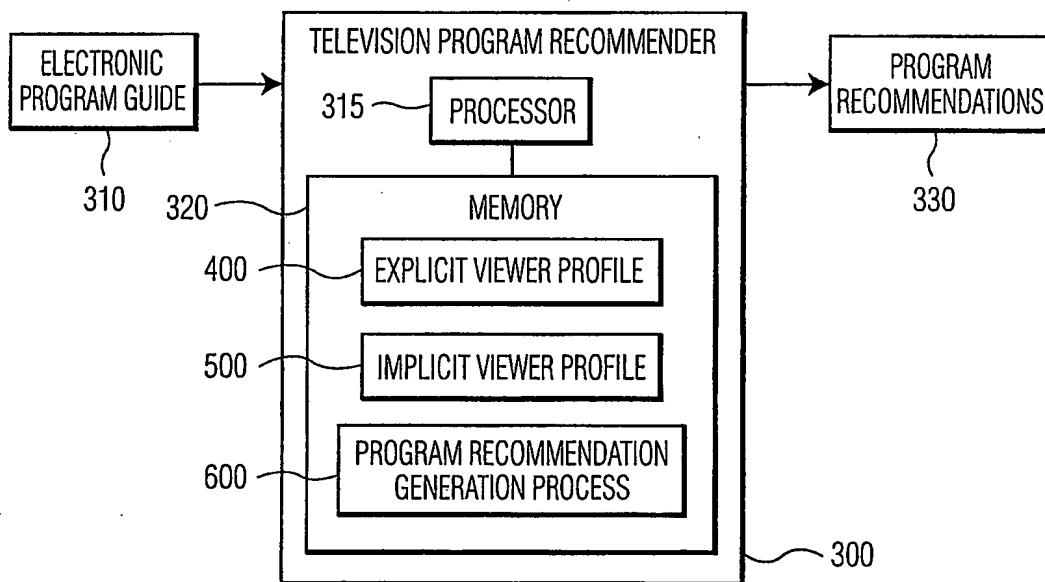 ELECTRONIC
PROGRAM GUIDE
310
TELEVISION PROGRAM RECOMMENDER
315
PROCESSOR
320
MEMORY
400
EXPLICIT VIEWER PROFILE
500
IMPLICIT VIEWER PROFILE
600
PROGRAM RECOMMENDATION
GENERATION PROCESS
300
PROGRAM
RECOMMENDATIONS
330